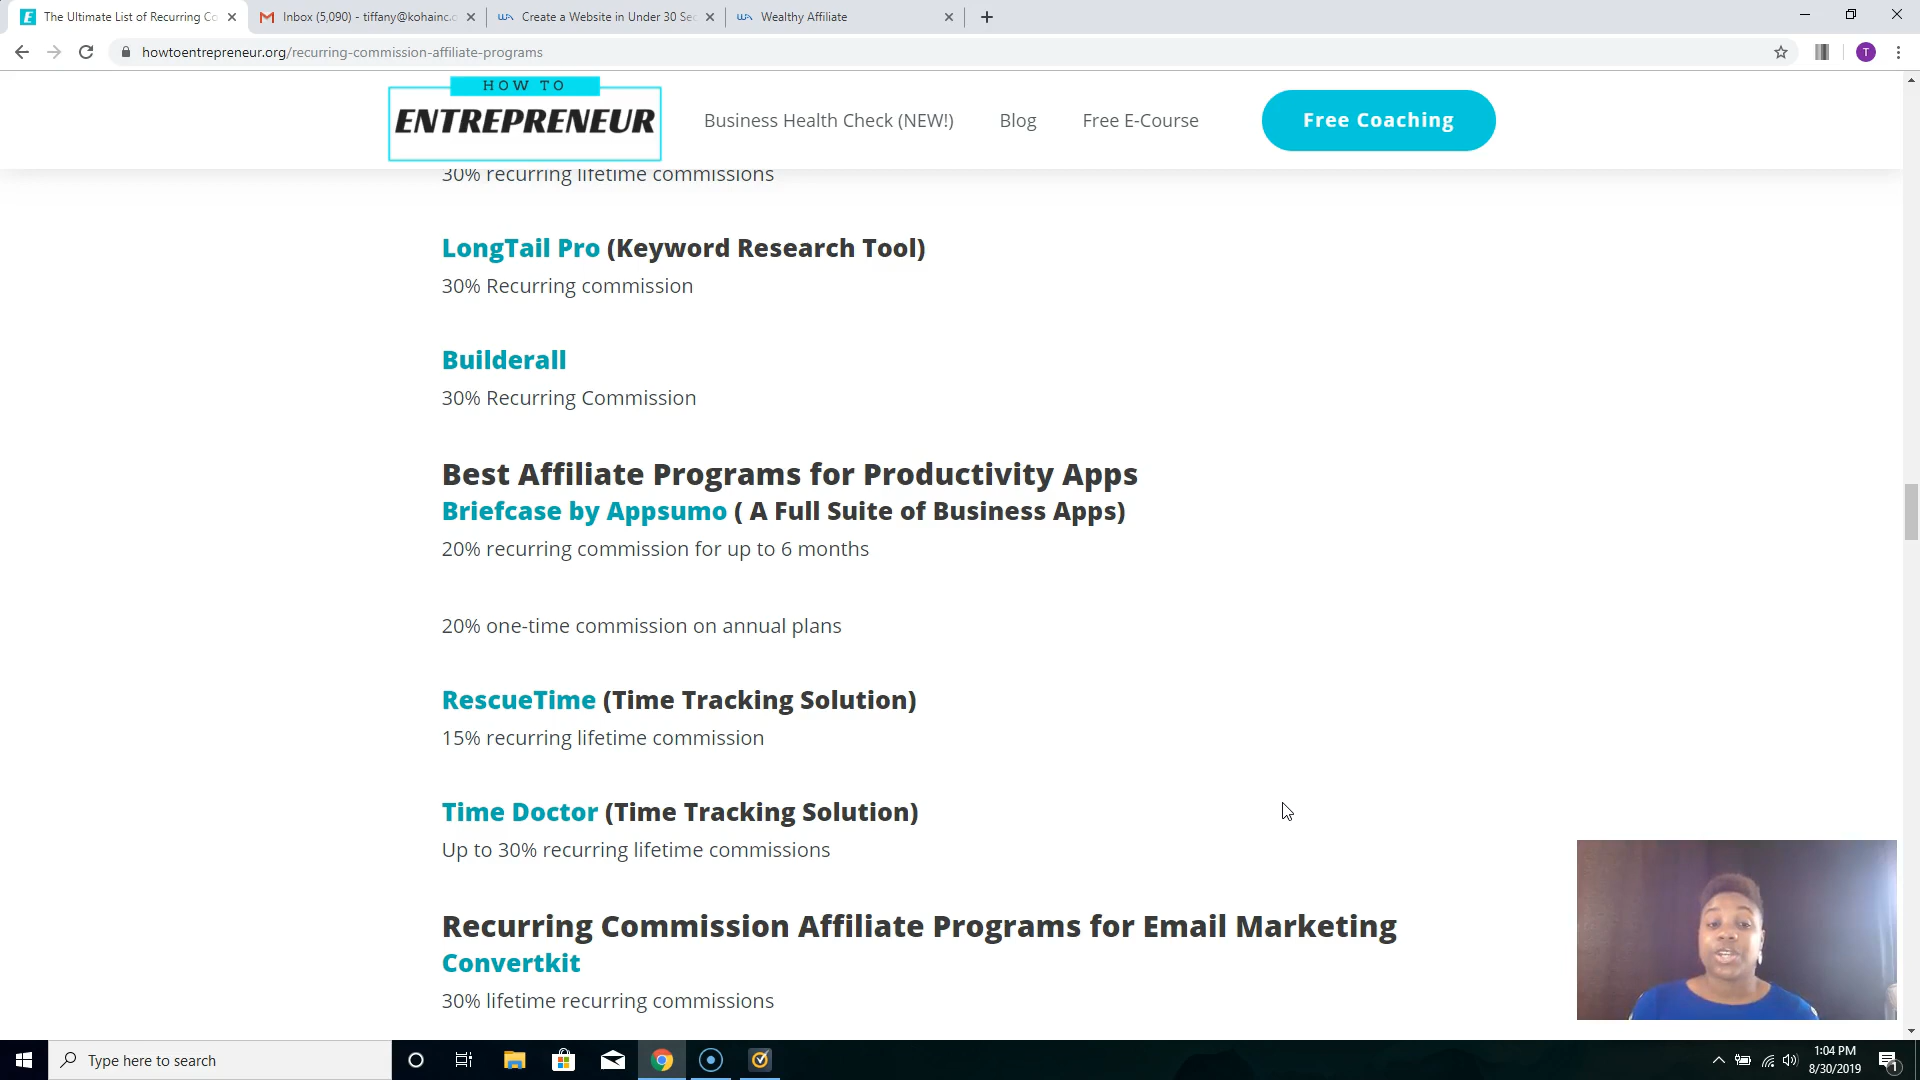 The Ultimate List of Recurring Co
Inbox (5,090) - tiffany@kohainc.c
Create a Website in Under 30 Sec
Wealthy Affiliate
howtoentrepreneur.org/recurring-commission-affiliate-programs
T
HOW TO
ENTREPRENEUR
Business Health Check (NEW!)
Blog
Free E-Course
Free Coaching
30% recurring lifetime commissions
LongTail Pro (Keyword Research Tool)
30% Recurring commission
Builderall
30% Recurring Commission
Best Affiliate Programs for Productivity Apps
Briefcase by Appsumo ( A Full Suite of Business Apps)
20% recurring commission for up to 6 months
20% one-time commission on annual plans
RescueTime (Time Tracking Solution)
15% recurring lifetime commission
Time Doctor (Time Tracking Solution)
Up to 30% recurring lifetime commissions
Recurring Commission Affiliate Programs for Email Marketing
Convertkit
30% lifetime recurring commissions
Type here to search
1:04 PM
8/30/2019
1